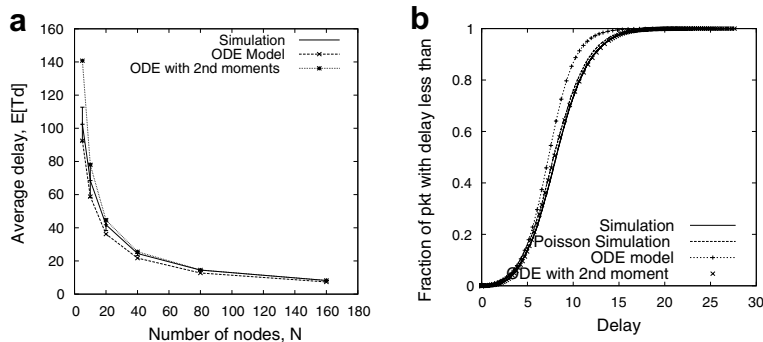 a
Simulation
ODE Model
ODE with 2nd moments
Average delay, E[Td]
180
160
140
120
100
80
60
40
20
0
0 20 40 60 80 100 120 140 160 180
Number of nodes, N
b
Fraction of pkt with delay less than
1
0.8
0.6
0.4
0.2
0
Simulation
Poisson Simulation
ODE model
ODE with 2nd moment
0 5 10 15 20 25 30
Delay